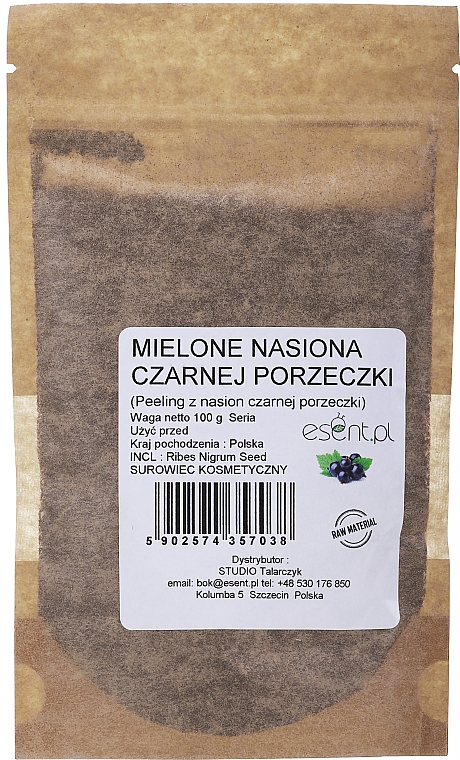 MIELONE NASIONA
CZARNEJ PORZECZKI
(Peeling z nasion czarnej porzeczki)
Waga netto 100 g Seria
Użyć przed
Kraj pochodzenia : Polska
INCL : Ribes Nigrum Seed
SUROWIEC KOSMETYCZNY
esent.pl
RAW MATERIAL
5 902574 357038
Dystrybutor :
STUDIO Talarczyk
email: bok@esent.pl tel: +48 530 176 850
Kolumba 5 Szczecin Polska